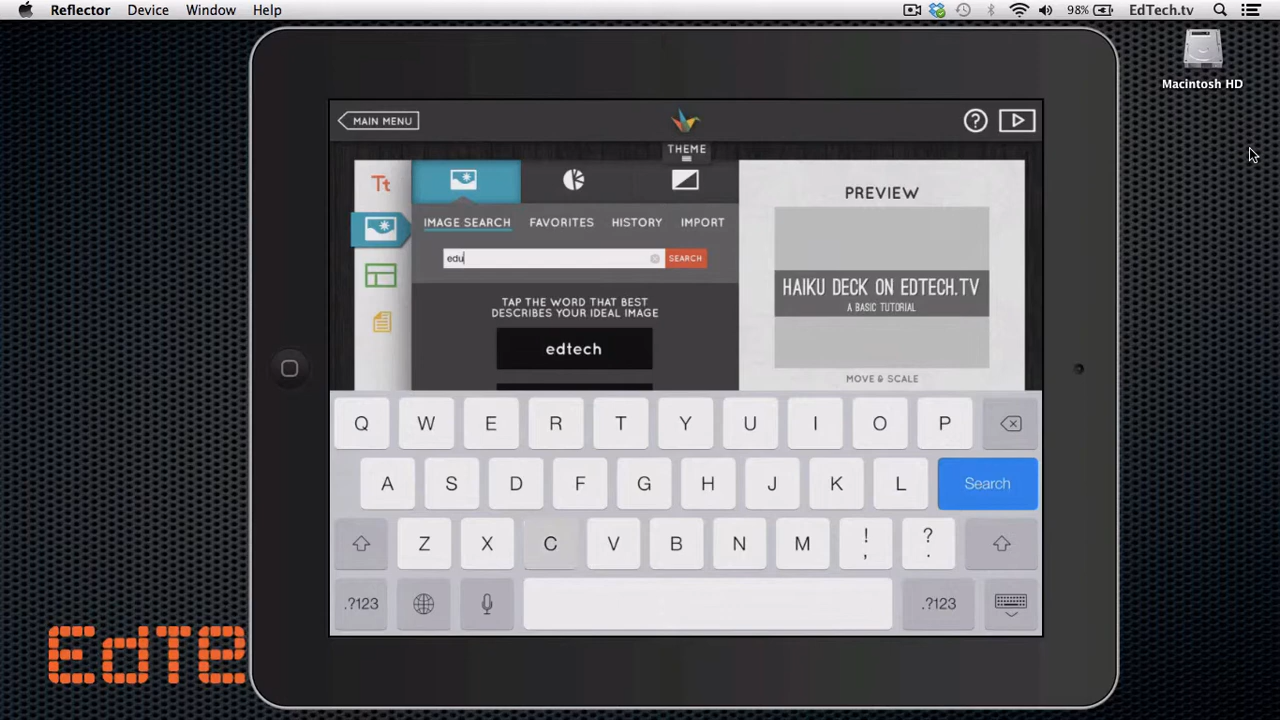 Reflector Device Window Help 98% EdTech.tv
Macintosh HD
MAIN MENU
?
THEME
Tt
IMAGE SEARCH FAVORITES HISTORY IMPORT
edu SEARCH
TAP THE WORD THAT BEST
DESCRIBES YOUR IDEAL IMAGE
edtech
PREVIEW
HAIKU DECK ON EDTECH.TV
A BASIC TUTORIAL
MOVE & SCALE
Q W E R T Y U I O P
A S D F G H J K L Search
Z X C V B N M ! , ? .
.?123 .?123
EdTe